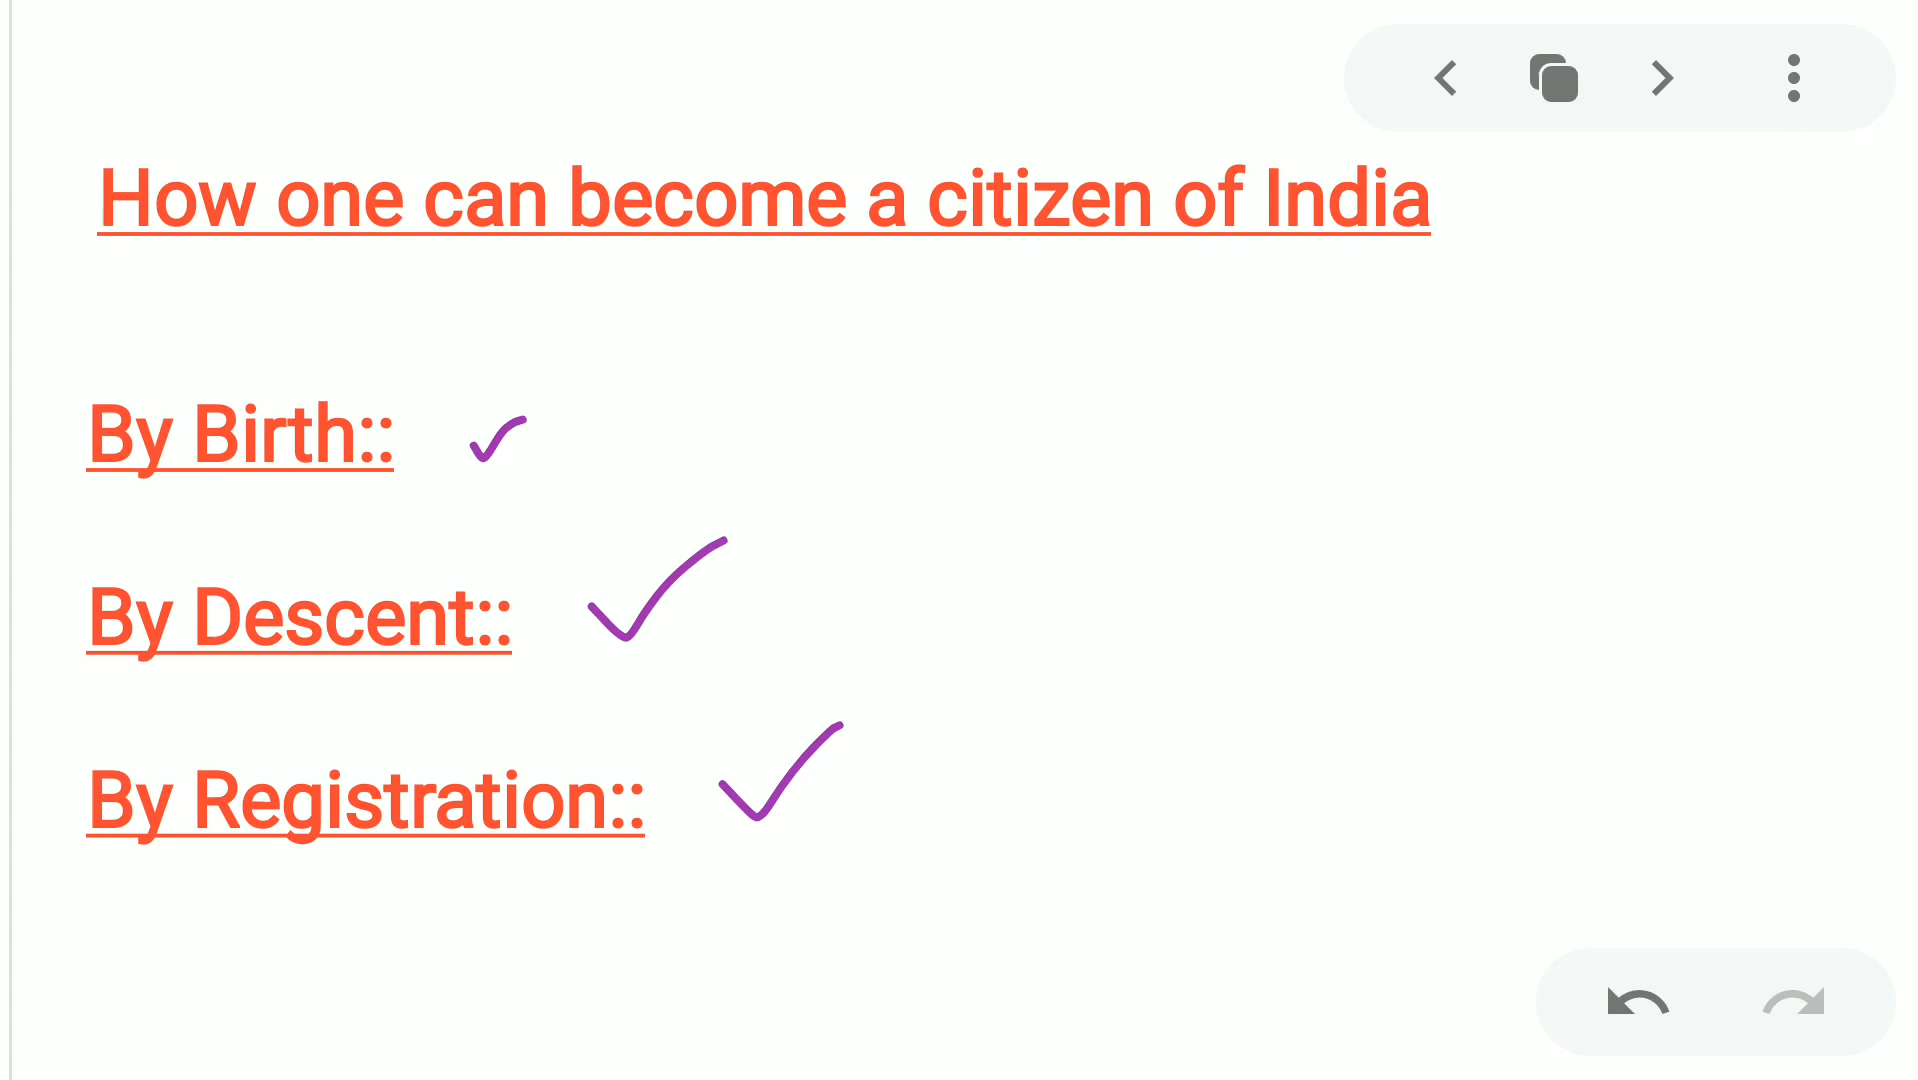 How one can become a citizen of India
By Birth::
By Descent::
By Registration::